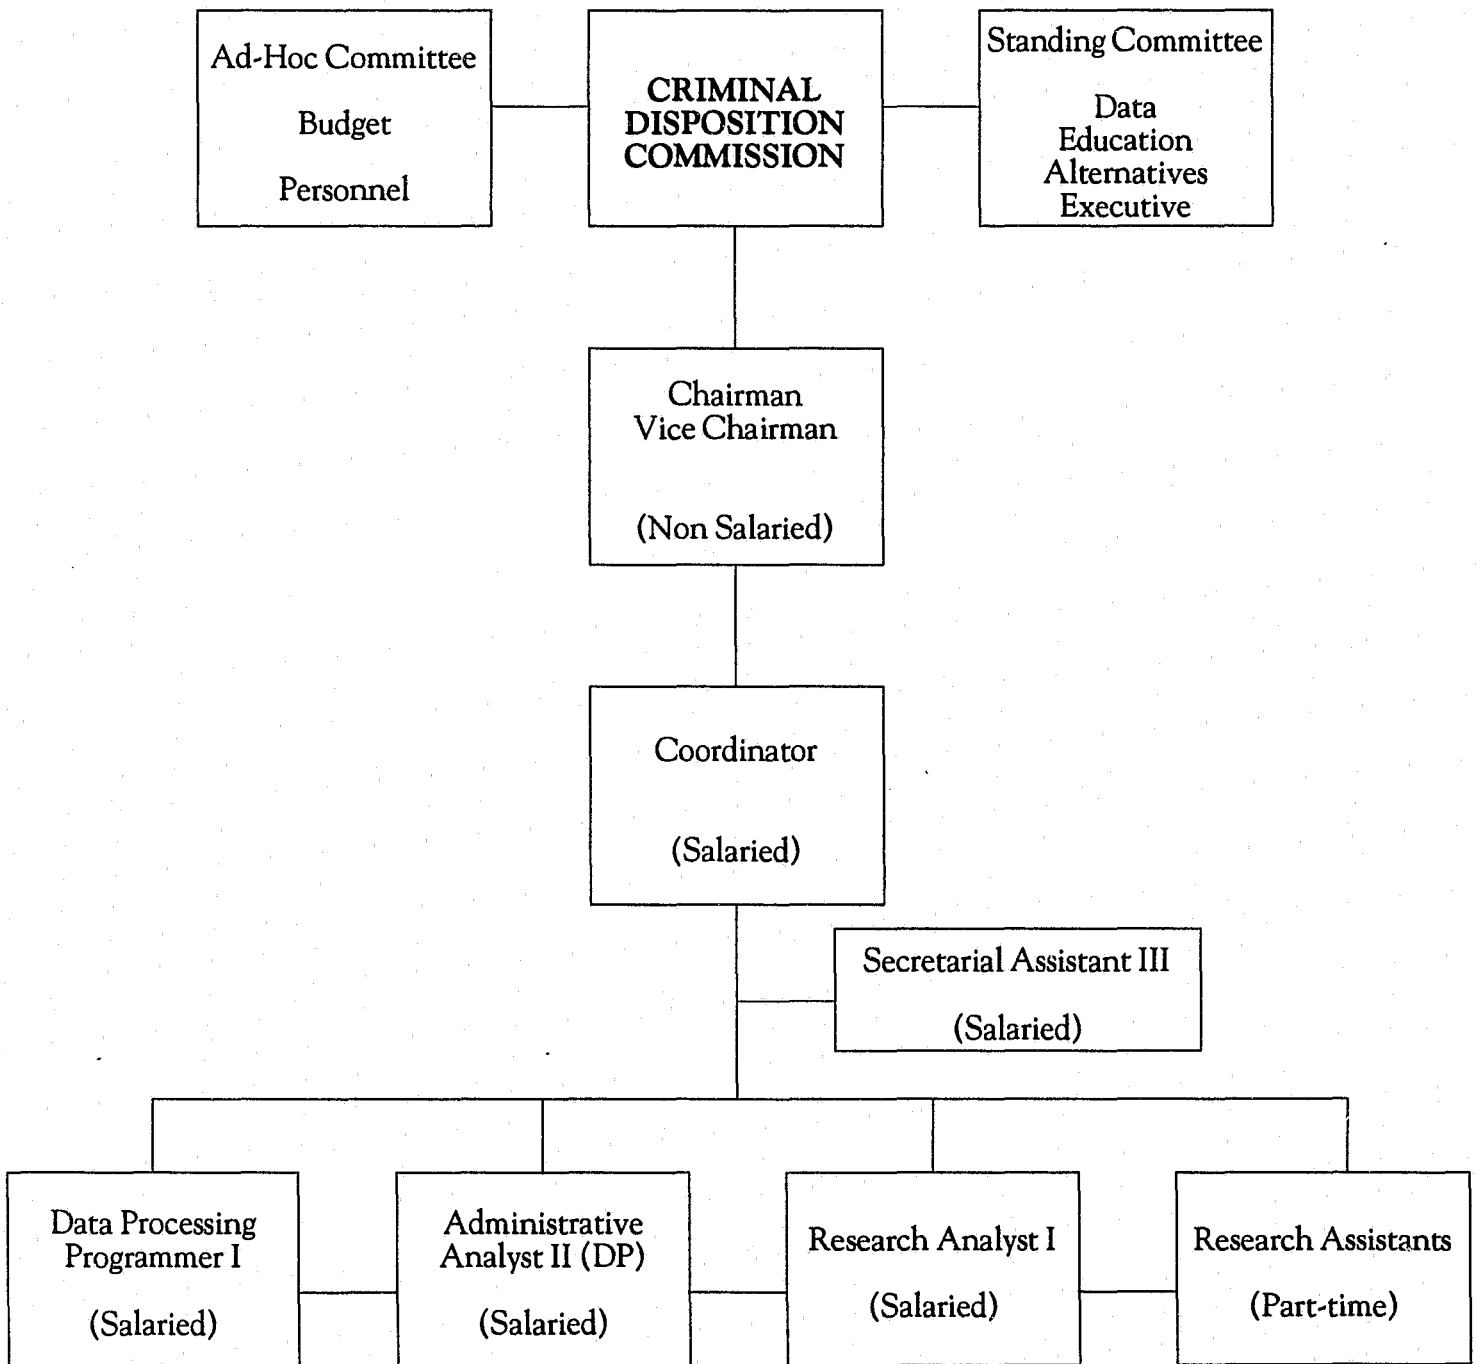 Ad-Hoc Committee
Budget
Personnel
CRIMINAL
DISPOSITION
COMMISSION
Standing Committee
Data
Education
Alternatives
Executive
Chairman
Vice Chairman
(Non Salaried)
Coordinator
(Salaried)
Secretarial Assistant III
(Salaried)
Data Processing
Programmer I
(Salaried)
Administrative
Analyst II (DP)
(Salaried)
Research Analyst I
(Salaried)
Research Assistants
(Part-time)